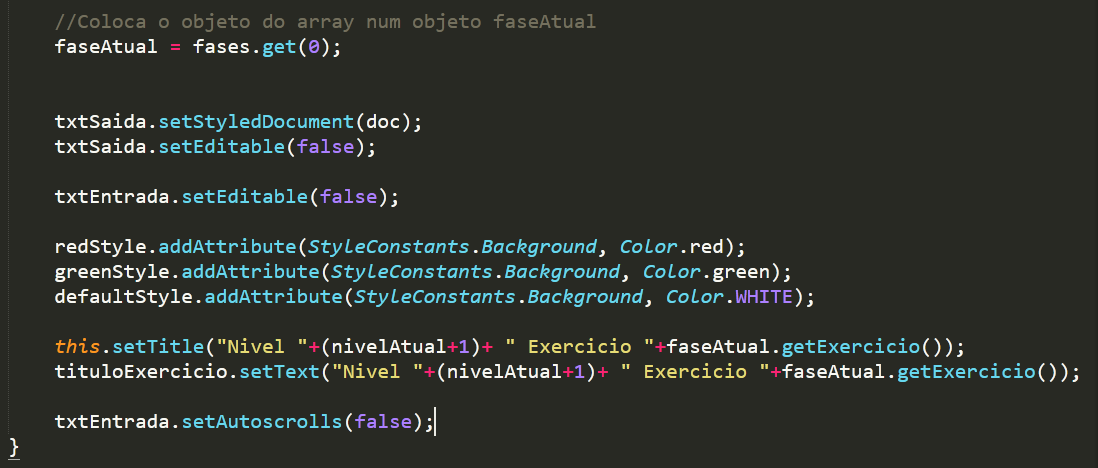 //Coloca o objeto do array num objeto faseAtual
faseAtual = fases.get(0);
txtSaida.setStyledDocument(doc);
txtSaida.setEditable(false);
txtEntrada.setEditable(false);
redStyle.addAttribute(StyleConstants.Background, Color.red);
greenStyle.addAttribute(StyleConstants.Background, Color.green);
defaultStyle.addAttribute(StyleConstants.Background, Color.WHITE);
this.setTitle("Nivel "+(nivelAtual+1)+ " Exercicio "+faseAtual.getExercicio());
tituloExercicio.setText("Nivel "+(nivelAtual+1)+ " Exercicio "+faseAtual.getExercicio());
txtEntrada.setAutoscrolls(false);
}